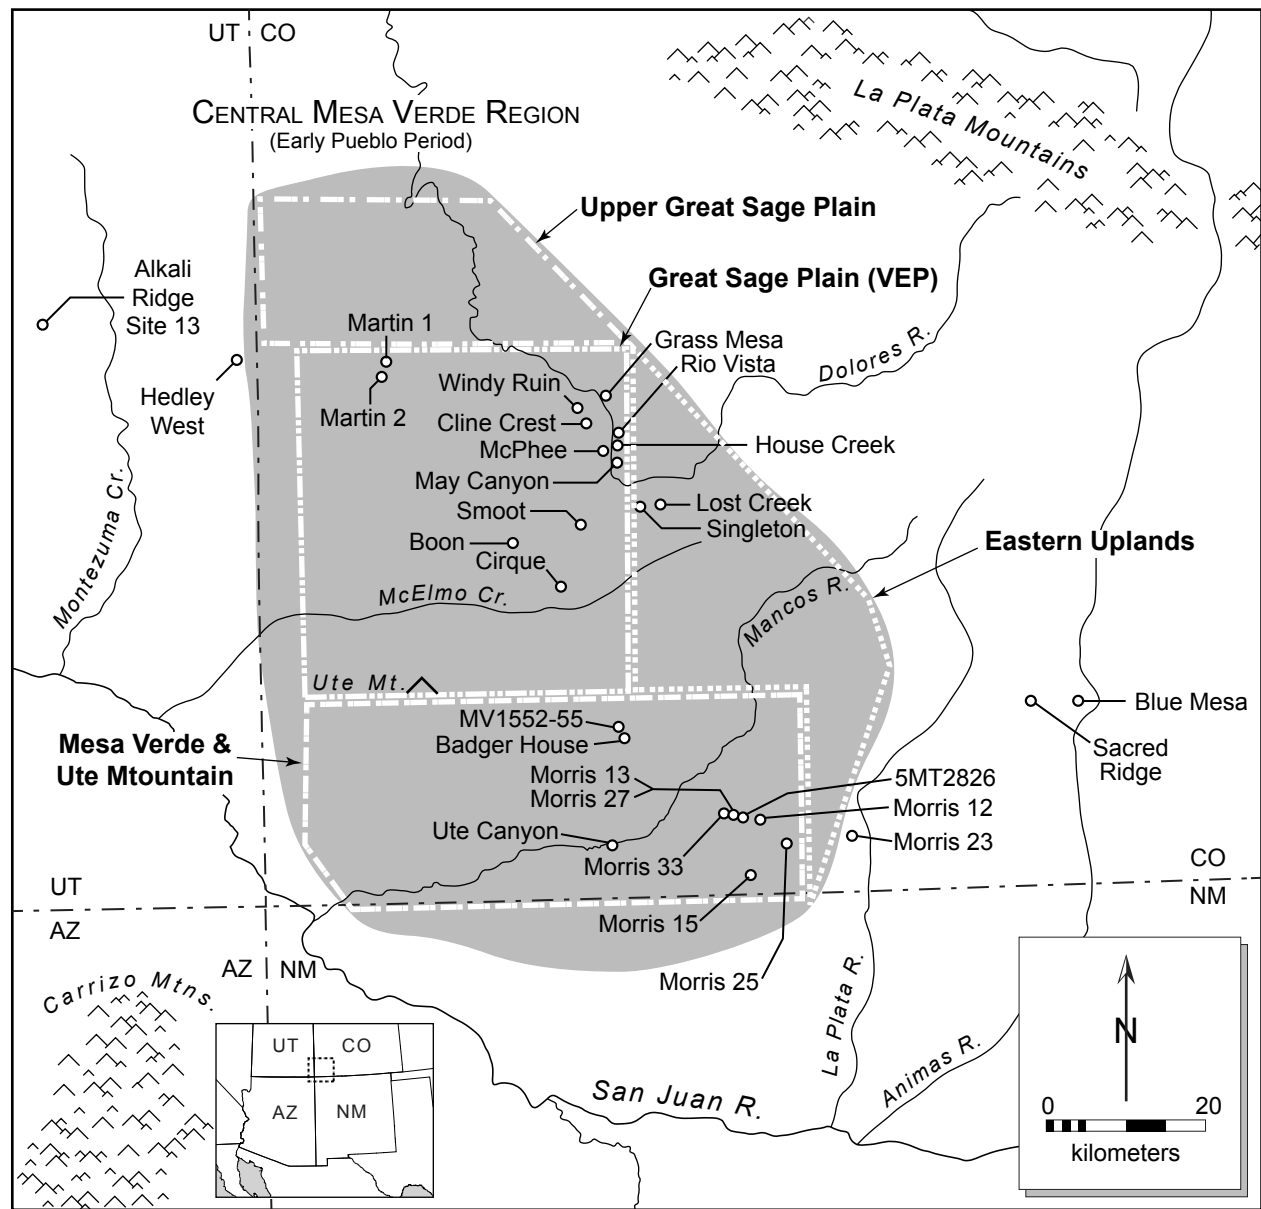 UT CO
CENTRAL MESA VERDE REGION
(Early Pueblo Period)
La Plata Mountains
Upper Great Sage Plain
Great Sage Plain (VEP)
Alkali
Ridge
Site 13
Martin 1
Grass Mesa
Rio Vista
Dolores R.
Hedley
West
Martin 2
Windy Ruin
Cline Crest
McPhee
House Creek
May Canyon
Montezuma Cr.
Smoot
Lost Creek
Singleton
Boon
Cirque
Eastern Uplands
McElmo Cr.
Mancos R.
Ute Mt.
MV1552-55
Badger House
Blue Mesa
Sacred
Ridge
Mesa Verde &
Ute Mtountain
Morris 13
Morris 27
5MT2826
Morris 12
Ute Canyon
Morris 33
Morris 23
UT
AZ
CO
NM
Morris 15
AZ NM
Morris 25
Carrizo Mtns.
La Plata R.
Animas R.
San Juan R.
UT CO
AZ NM
N
0 20
kilometers